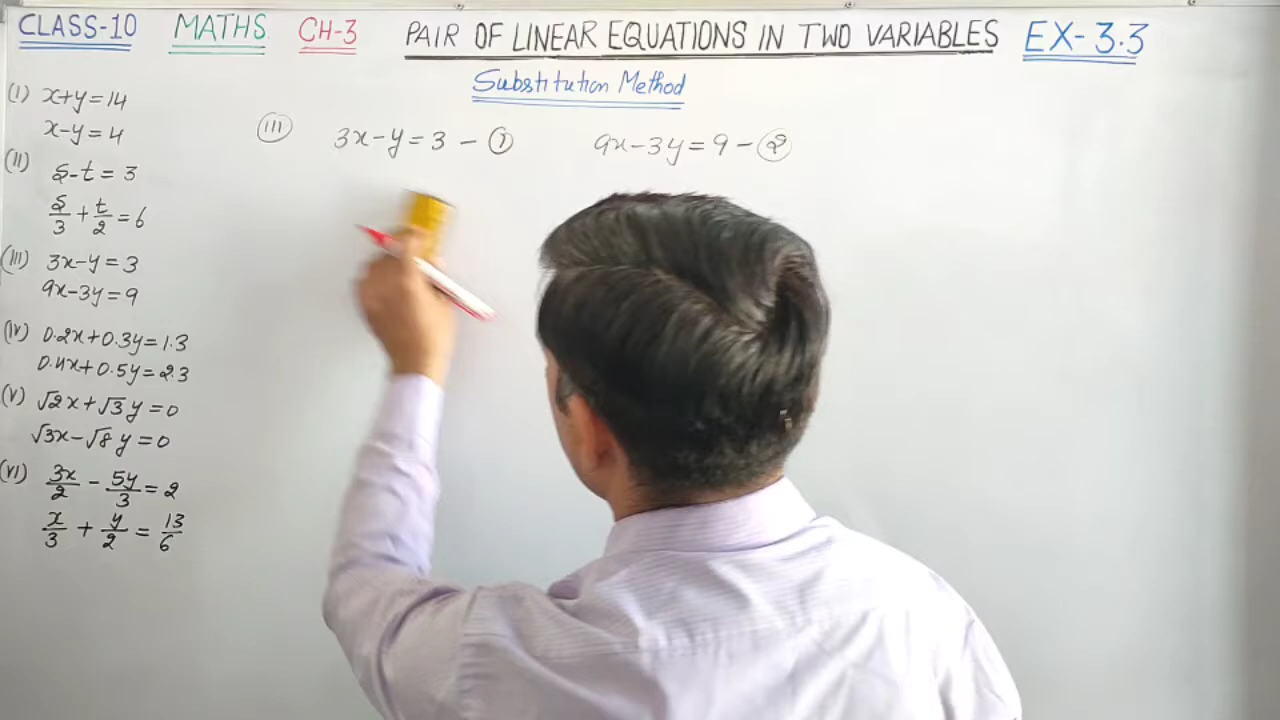 CLASS-10 MATHS CH-3 PAIR OF LINEAR EQUATIONS IN TWO VARIABLES EX-3.3
Substitution Method
(I) x+y=14
x-y=4
(II) s-t=3
s/3 + t/2 = 6
(III) 3x-y=3
9x-3y=9
(IV) 0.2x+0.3y=1.3
0.4x+0.5y=2.3
(V) √2x+√3y=0
√3x-√8y=0
(VI) 3x/2 - 5y/3 = 2
x/3 + y/2 = 13/6
(III) 3x-y=3 - ① 9x-3y=9 - ②